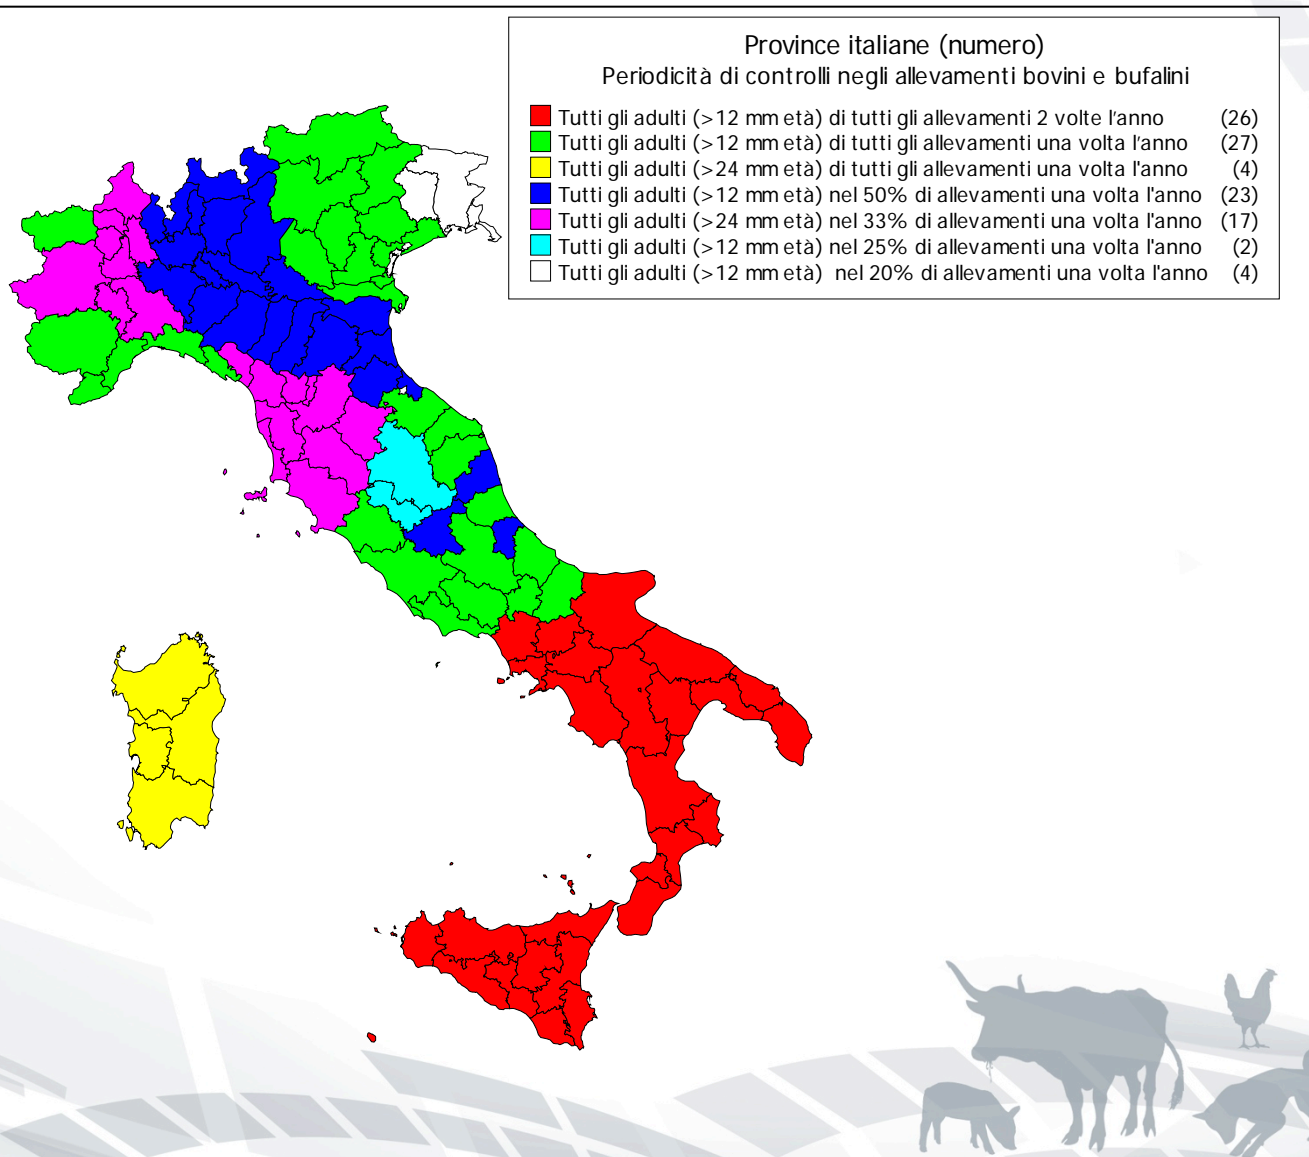 Province italiane (numero)
Periodicità di controlli negli allevamenti bovini e bufalini
Tutti gli adulti (>12 mm età) di tutti gli allevamenti 2 volte l'anno (26)
Tutti gli adulti (>12 mm età) di tutti gli allevamenti una volta l'anno (27)
Tutti gli adulti (>24 mm età) di tutti gli allevamenti una volta l'anno (4)
Tutti gli adulti (>12 mm età) nel 50% di allevamenti una volta l'anno (23)
Tutti gli adulti (>24 mm età) nel 33% di allevamenti una volta l'anno (17)
Tutti gli adulti (>12 mm età) nel 25% di allevamenti una volta l'anno (2)
Tutti gli adulti (>12 mm età) nel 20% di allevamenti una volta l'anno (4)